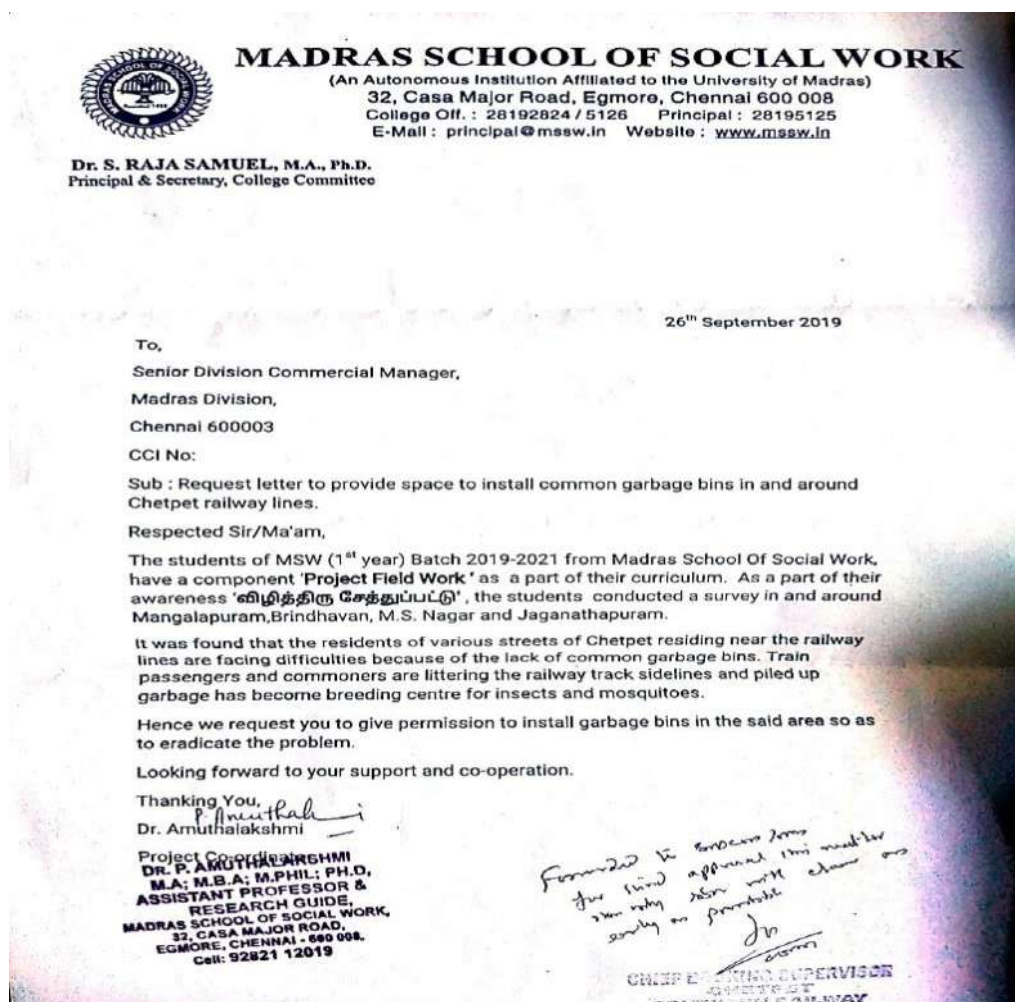 MADRAS SCHOOL OF SOCIAL WORK
(An Autonomous Institution Affiliated to the University of Madras)
32, Casa Major Road, Egmore, Chennai 600 008
College Off. : 28192824 / 5126 Principal : 28195125
E-Mail : principal@mssw.in Website : www.mssw.in
MADRAS SCHOOL OF SOCIAL WORK
Dr. S. RAJA SAMUEL, M.A., Ph.D.
Principal & Secretary, College Committee
26th September 2019
To,
Senior Division Commercial Manager,
Madras Division,
Chennai 600003
CCI No:
Sub : Request letter to provide space to install common garbage bins in and around
Chetpet railway lines.
Respected Sir/Ma'am,
The students of MSW (1st year) Batch 2019-2021 from Madras School Of Social Work,
have a component 'Project Field Work' as a part of their curriculum. As a part of their
awareness 'விழித்திரு சேத்துப்பட்டு', the students conducted a survey in and around
Mangalapuram,Brindhavan, M.S. Nagar and Jaganathapuram.
It was found that the residents of various streets of Chetpet residing near the railway
lines are facing difficulties because of the lack of common garbage bins. Train
passengers and commoners are littering the railway track sidelines and piled up
garbage has become breeding centre for insects and mosquitoes.
Hence we request you to give permission to install garbage bins in the said area so as
to eradicate the problem.
Looking forward to your support and co-operation.
Thanking You,
P. Amuthalakshmi
Dr. Amuthalakshmi
Project Co-ordinator
DR. P. AMUTHALAKSHMI
M.A; M.B.A; M.PHIL; PH.D,
ASSISTANT PROFESSOR &
RESEARCH GUIDE,
MADRAS SCHOOL OF SOCIAL WORK,
32, CASA MAJOR ROAD,
EGMORE, CHENNAI - 600 008.
Cell: 92821 12019
Forwarded to
for kind approval
early as
CHIEF BOOKING SUPERVISOR
CHETPET
RAILWAY